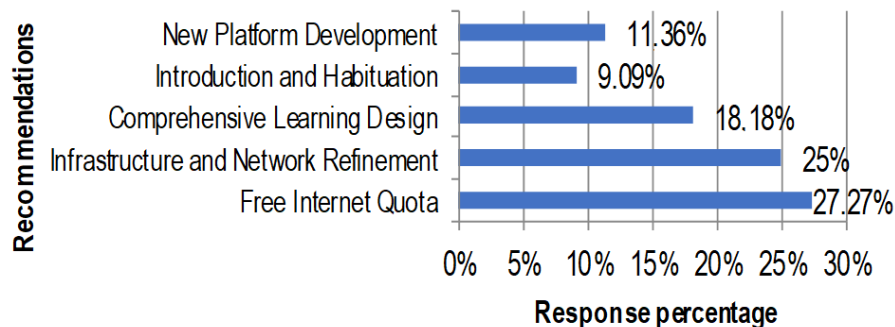 Recommendations
New Platform Development 11.36%
Introduction and Habituation 9.09%
Comprehensive Learning Design 18.18%
Infrastructure and Network Refinement 25%
Free Internet Quota 27.27%
0% 5% 10% 15% 20% 25% 30%
Response percentage